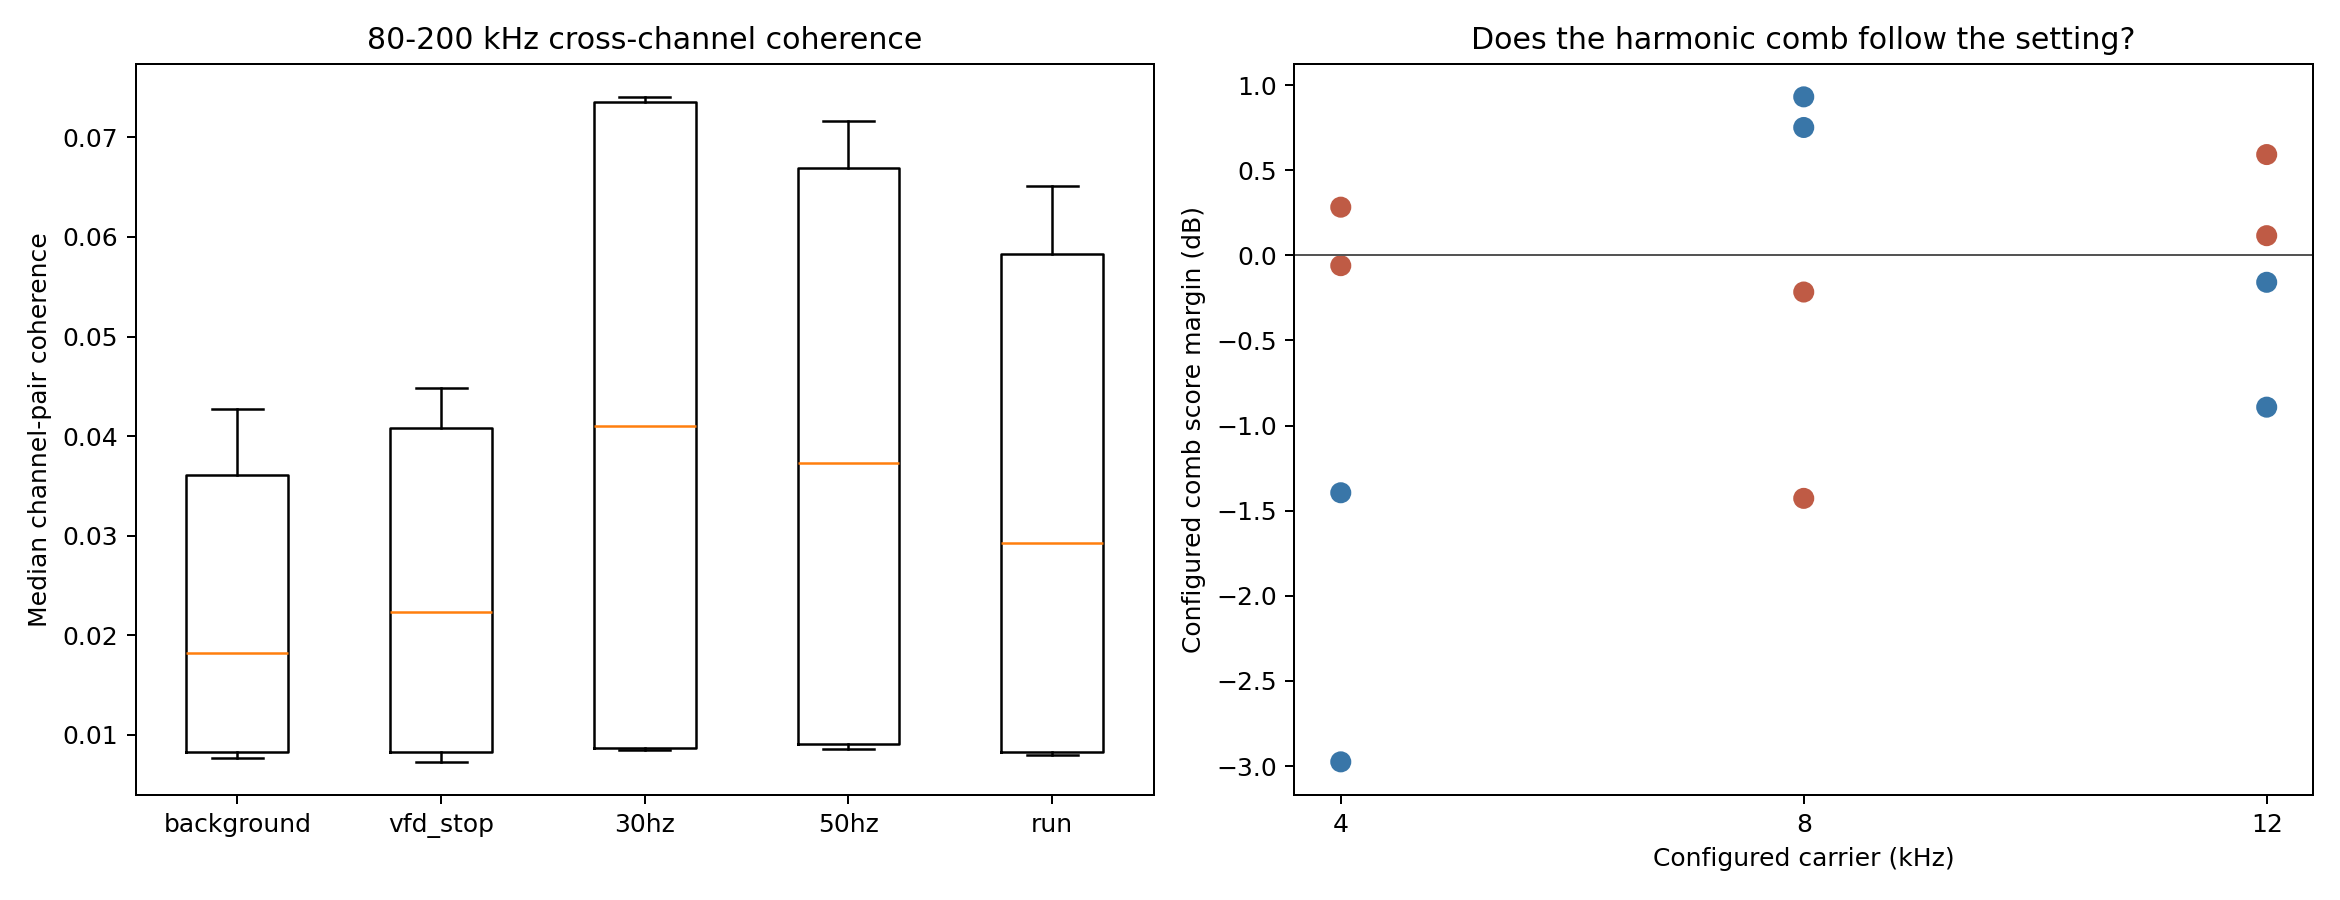 80-200 kHz cross-channel coherence
Median channel-pair coherence
0.07
0.06
0.05
0.04
0.03
0.02
0.01
background
vfd_stop
30hz
50hz
run
Does the harmonic comb follow the setting?
Configured comb score margin (dB)
1.0
0.5
0.0
−0.5
−1.0
−1.5
−2.0
−2.5
−3.0
4
8
12
Configured carrier (kHz)